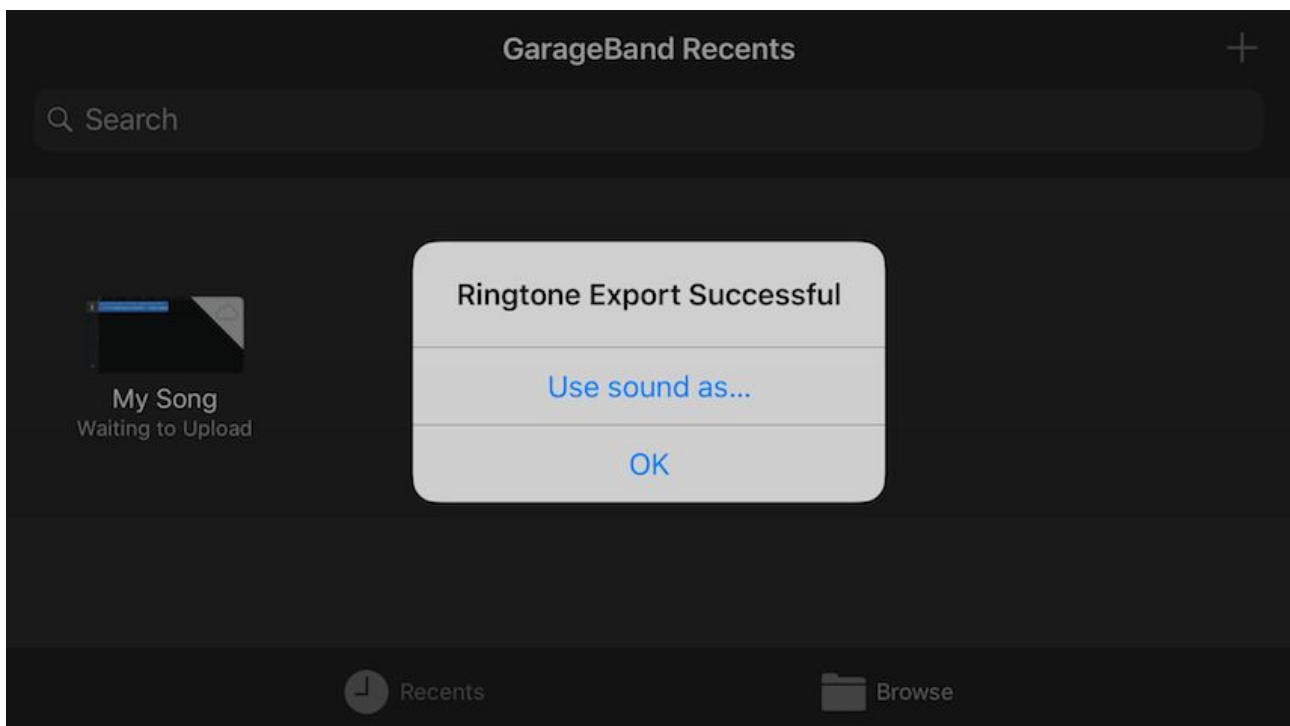 GarageBand Recents
Search
Ringtone Export Successful
Use sound as...
OK
My Song
Waiting to Upload
Recents
Browse